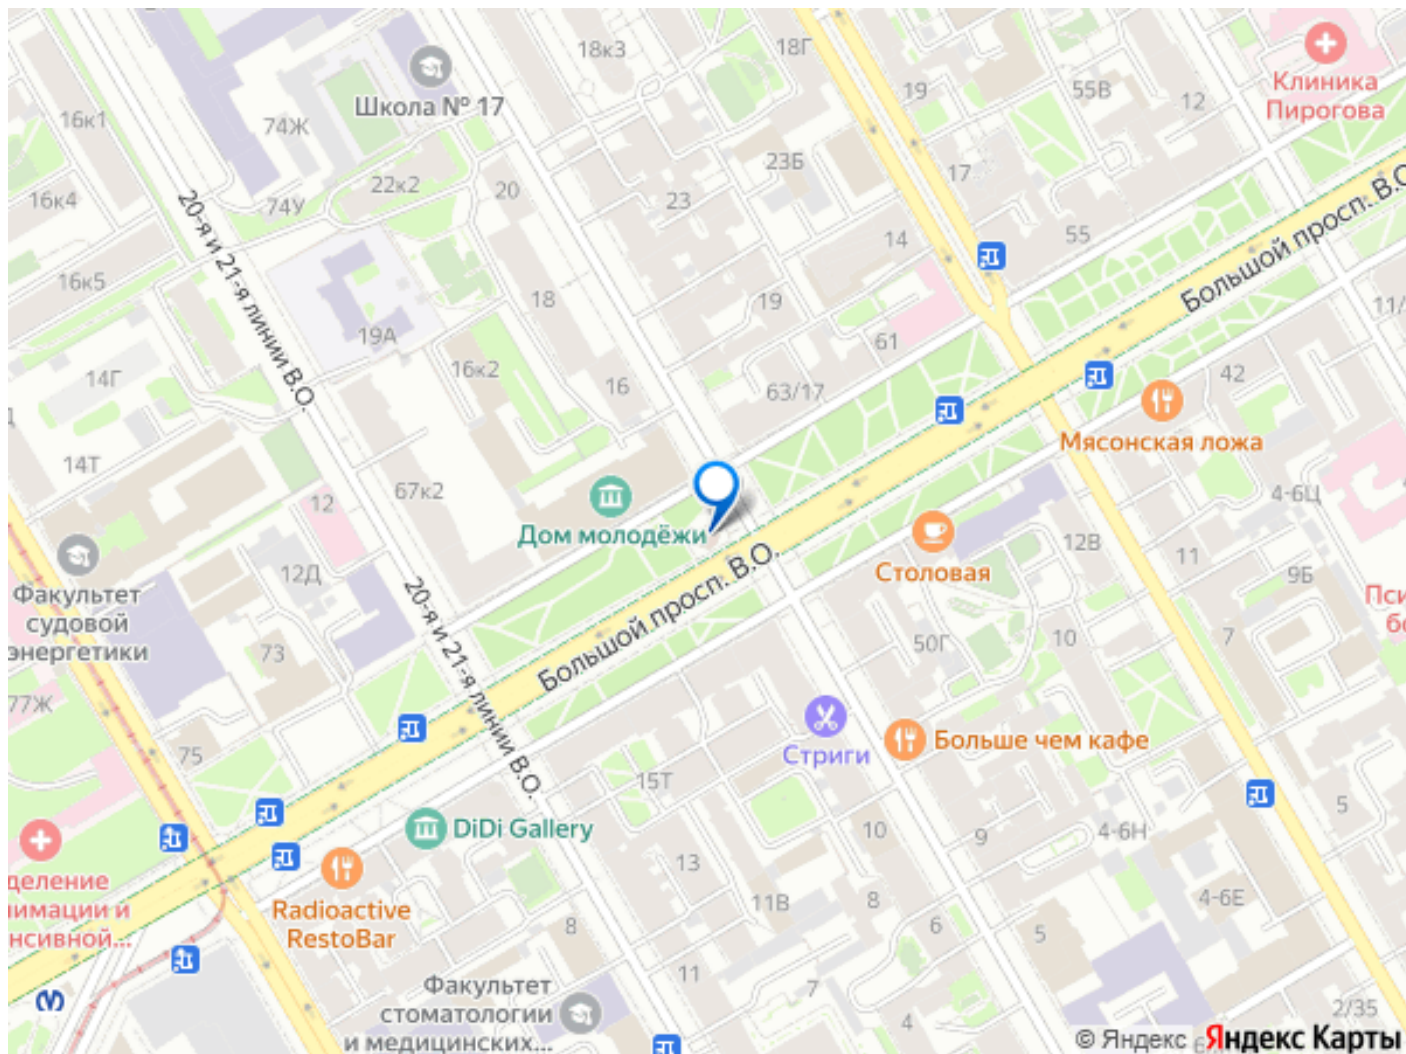 18к3
18Г
Клиника
Пирогова
Школа № 17
19
55В
12
16к1
74Ж
23Б
17
22к2
20
16к4
74У
23
20-я и 21-я линии В.О.
14
55
Большой просп. В.О.
16к5
18
19
11/
19А
61
16к2
14Г
16
63/17
42
Мясонская ложа
14Т
67к2
12
4-6Ц
Дом молодёжи
12В
11
Столовая
12Д
9Б
Факультет
судовой
энергетики
20-я и 21-я линии В.О.
Большой просп. В.О.
50Г
10
7
73
77Ж
75
Стриги
Больше чем кафе
15Т
5
DiDi Gallery
10
9
4-6Н
13
деление
нимации и
нсивной...
Radioactive
RestoBar
11В
8
4-6Е
8
6
5
11
7
Факультет
стоматологии
и медицинских...
4
2/35
© Яндекс Яндекс Карты